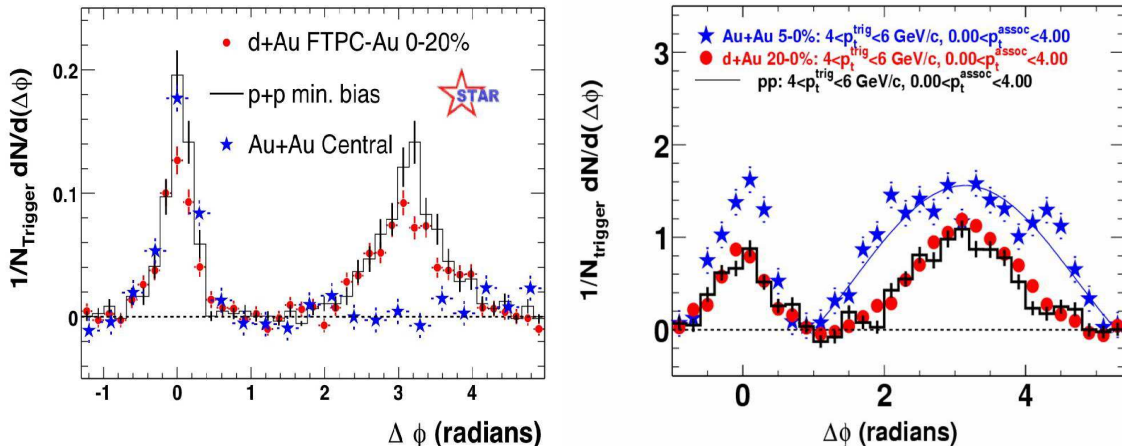 d+Au FTPC-Au 0-20%
p+p min. bias
Au+Au Central
STAR
1/N_Trigger dN/d(Δϕ)
0.2
0.1
0
-1 0 1 2 3 4
Δ ϕ (radians)
Au+Au 5-0%: 4<p_t^trig<6 GeV/c, 0.00<p_t^assoc<4.00
d+Au 20-0%: 4<p_t^trig<6 GeV/c, 0.00<p_t^assoc<4.00
pp: 4<p_t^trig<6 GeV/c, 0.00<p_t^assoc<4.00
1/N_trigger dN/d(Δϕ)
3
2
1
0
0 2 4
Δϕ (radians)